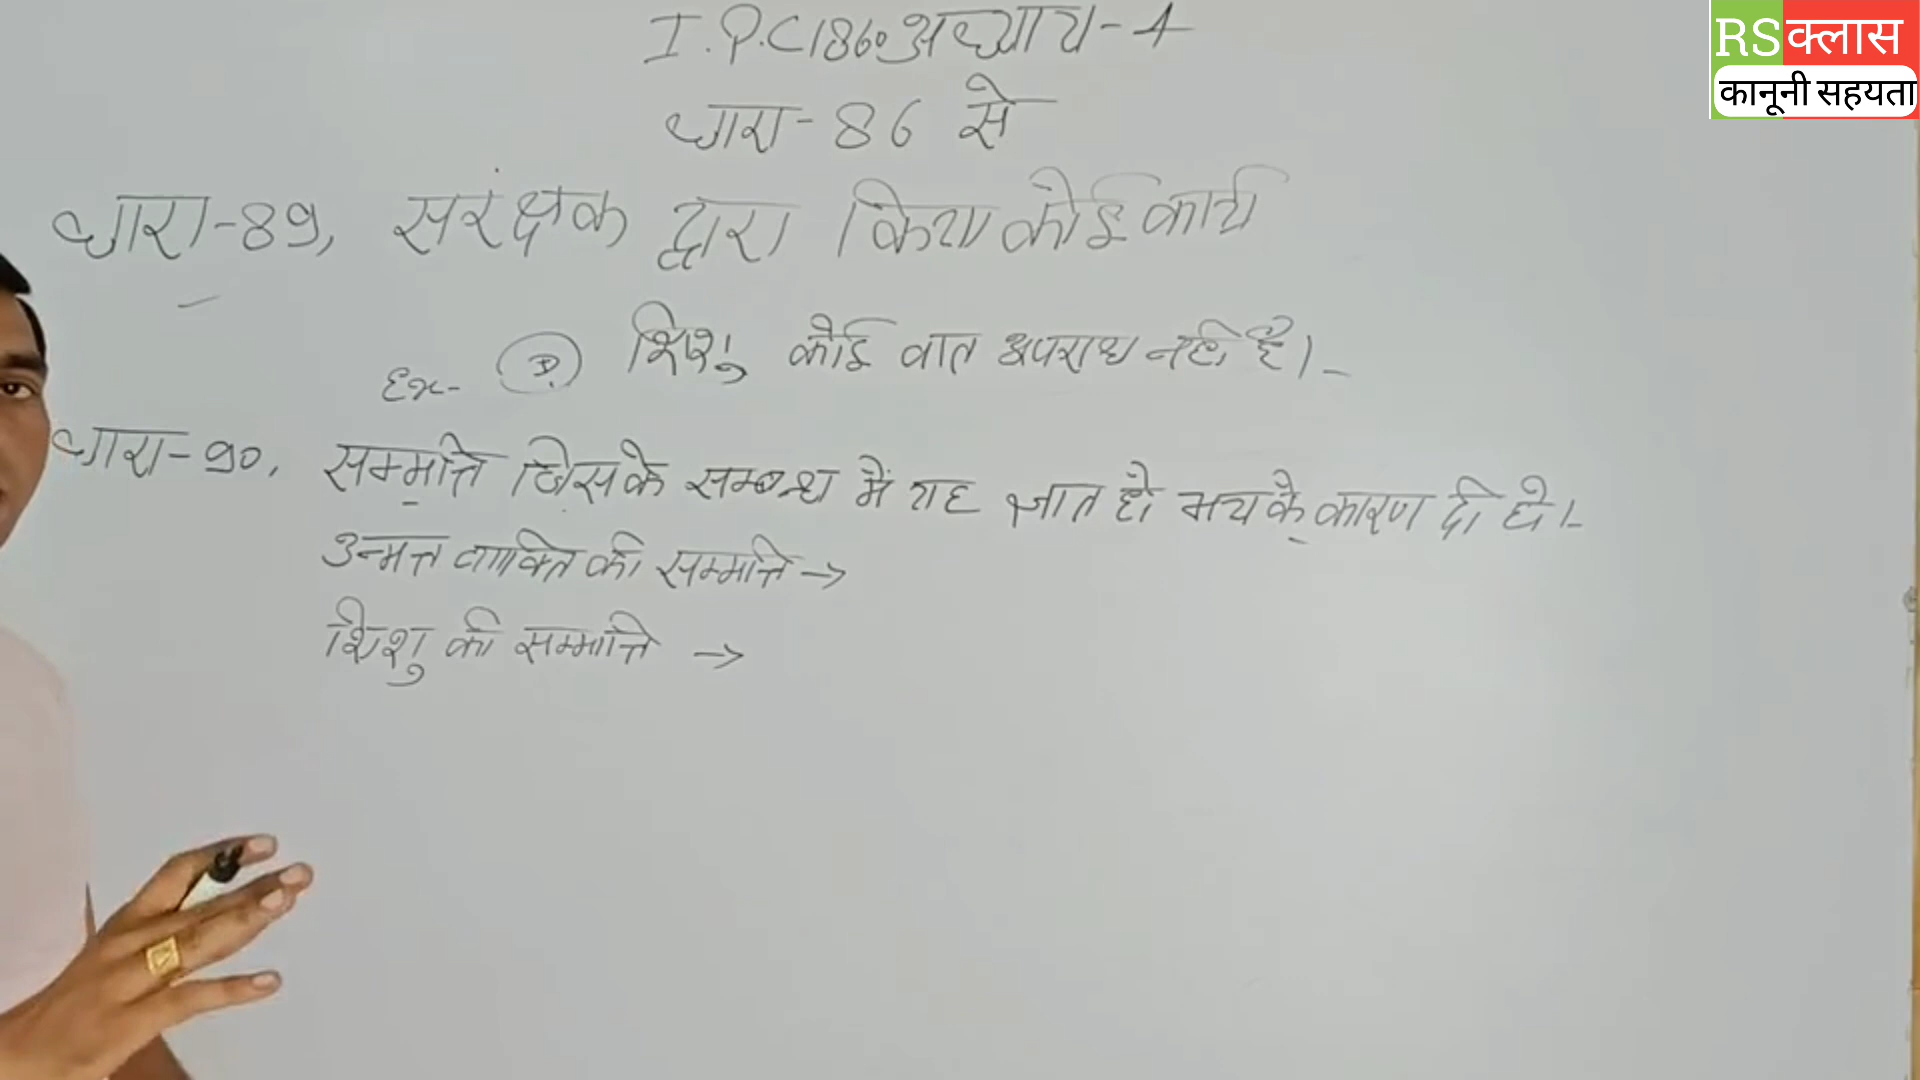 I.P.C 1860 अध्याय-4
धारा-86 से
धारा-89, सरंक्षक द्वारा किया कोई कार्य
Ex- शिशु कोई बात अपराध नहीं है।-
धारा-90, सम्मत्ति जिसके सम्बन्ध में यह ज्ञात हो भय के कारण दी हो।-
उन्मत्त व्यक्ति की सम्मत्ति →
शिशु की सम्मत्ति →
RS क्लास
कानूनी सहयता